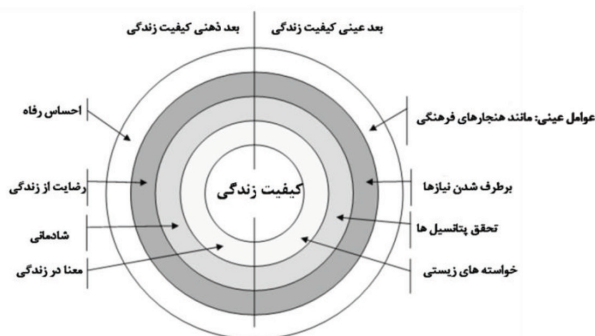 بعد عینی کیفیت زندگی
بعد ذهنی کیفیت زندگی
عوامل عینی: مانند هنجارهای فرهنگی
احساس رفاه
برطرف شدن نیازها
کیفیت زندگی
رضایت از زندگی
تحقق پتانسیل ها
شادمانی
خواسته های زیستی
معنا در زندگی